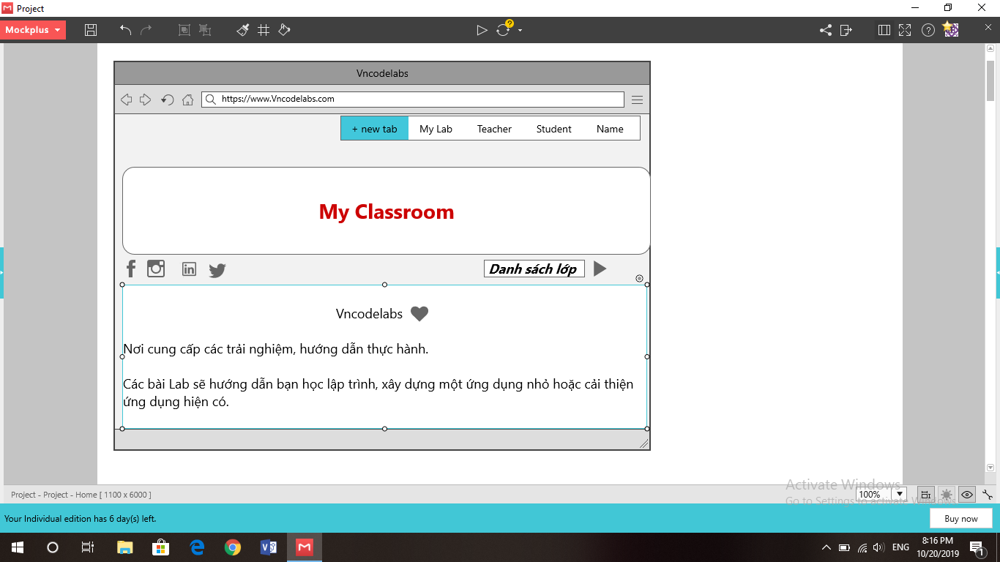 Project
Mockplus
?
?
Vncodelabs
https://www.Vncodelabs.com
+ new tab My Lab Teacher Student Name
My Classroom
Danh sách lớp
Vncodelabs
Nơi cung cấp các trải nghiệm, hướng dẫn thực hành.
Các bài Lab sẽ hướng dẫn bạn học lập trình, xây dựng một ứng dụng nhỏ hoặc cải thiện
ứng dụng hiện có.
Activate Windows
Go to Settings to activate Windows.
Project - Project - Home [ 1100 x 6000 ]
100%
Your Individual edition has 6 day(s) left.
Buy now
ENG
8:16 PM
10/20/2019
1